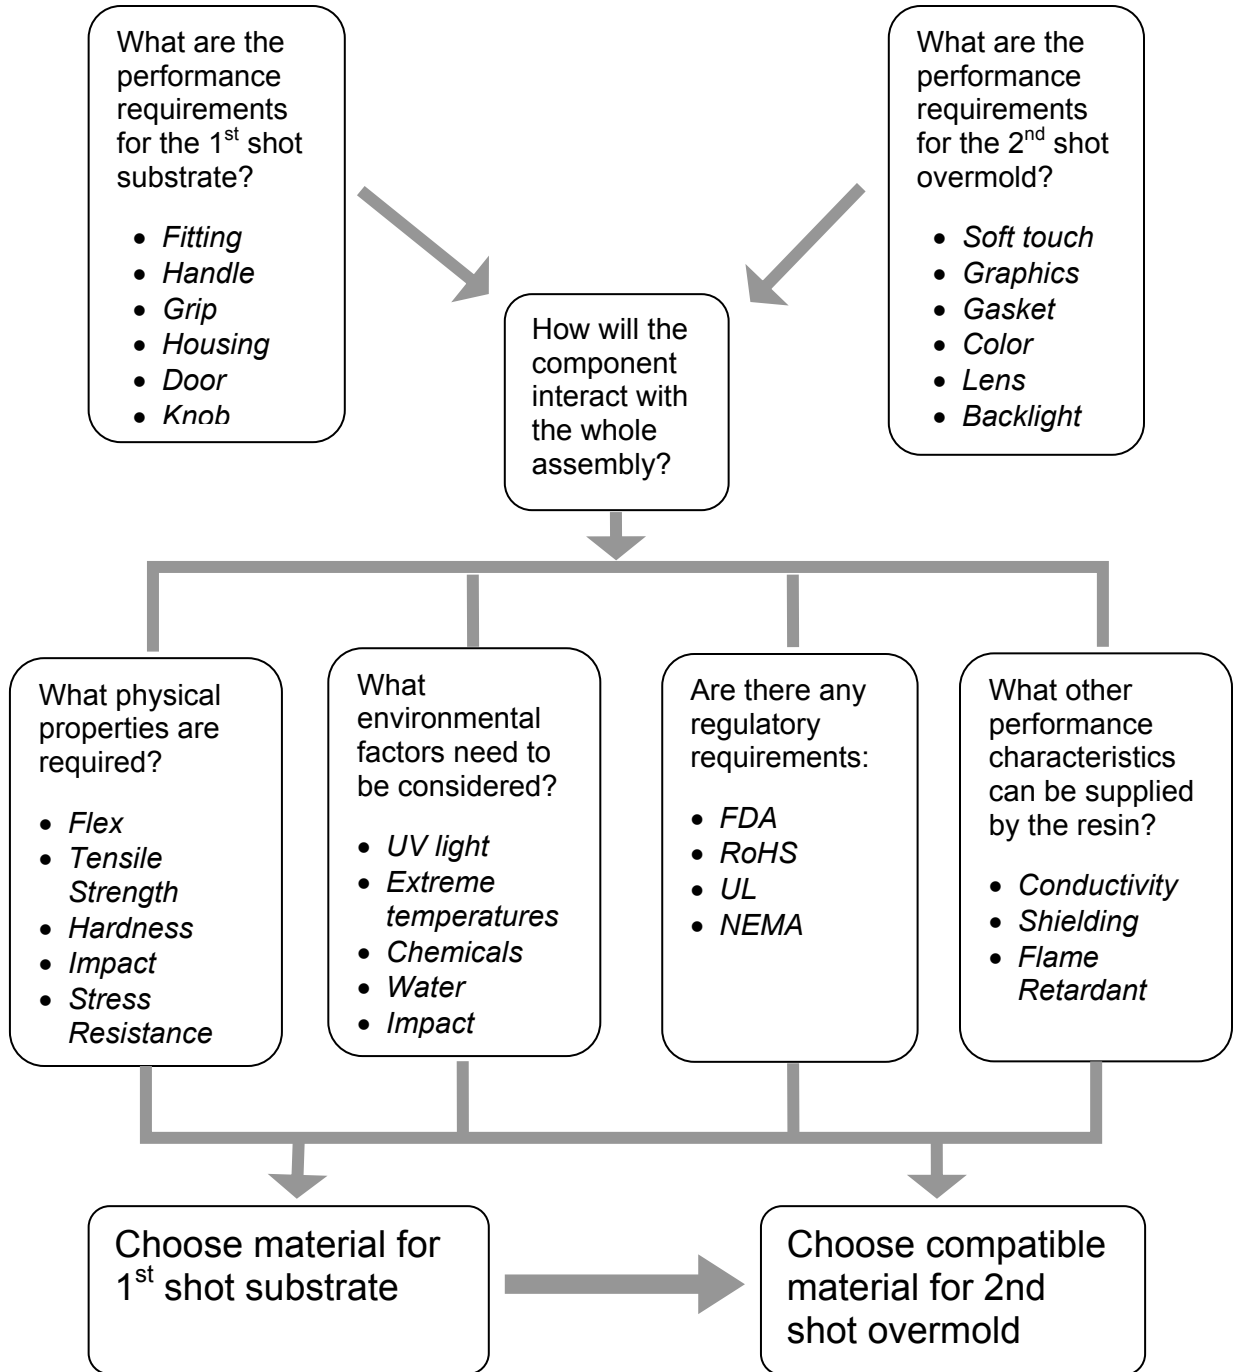 What are the
performance
requirements
for the 1st shot
substrate?
• Fitting
• Handle
• Grip
• Housing
• Door
• Knob
What are the
performance
requirements
for the 2nd shot
overmold?
• Soft touch
• Graphics
• Gasket
• Color
• Lens
• Backlight
How will the
component
interact with
the whole
assembly?
What physical
properties are
required?
• Flex
• Tensile
Strength
• Hardness
• Impact
• Stress
Resistance
What
environmental
factors need to
be considered?
• UV light
• Extreme
temperatures
• Chemicals
• Water
• Impact
Are there any
regulatory
requirements:
• FDA
• RoHS
• UL
• NEMA
What other
performance
characteristics
can be supplied
by the resin?
• Conductivity
• Shielding
• Flame
Retardant
Choose material for
1st shot substrate
Choose compatible
material for 2nd
shot overmold